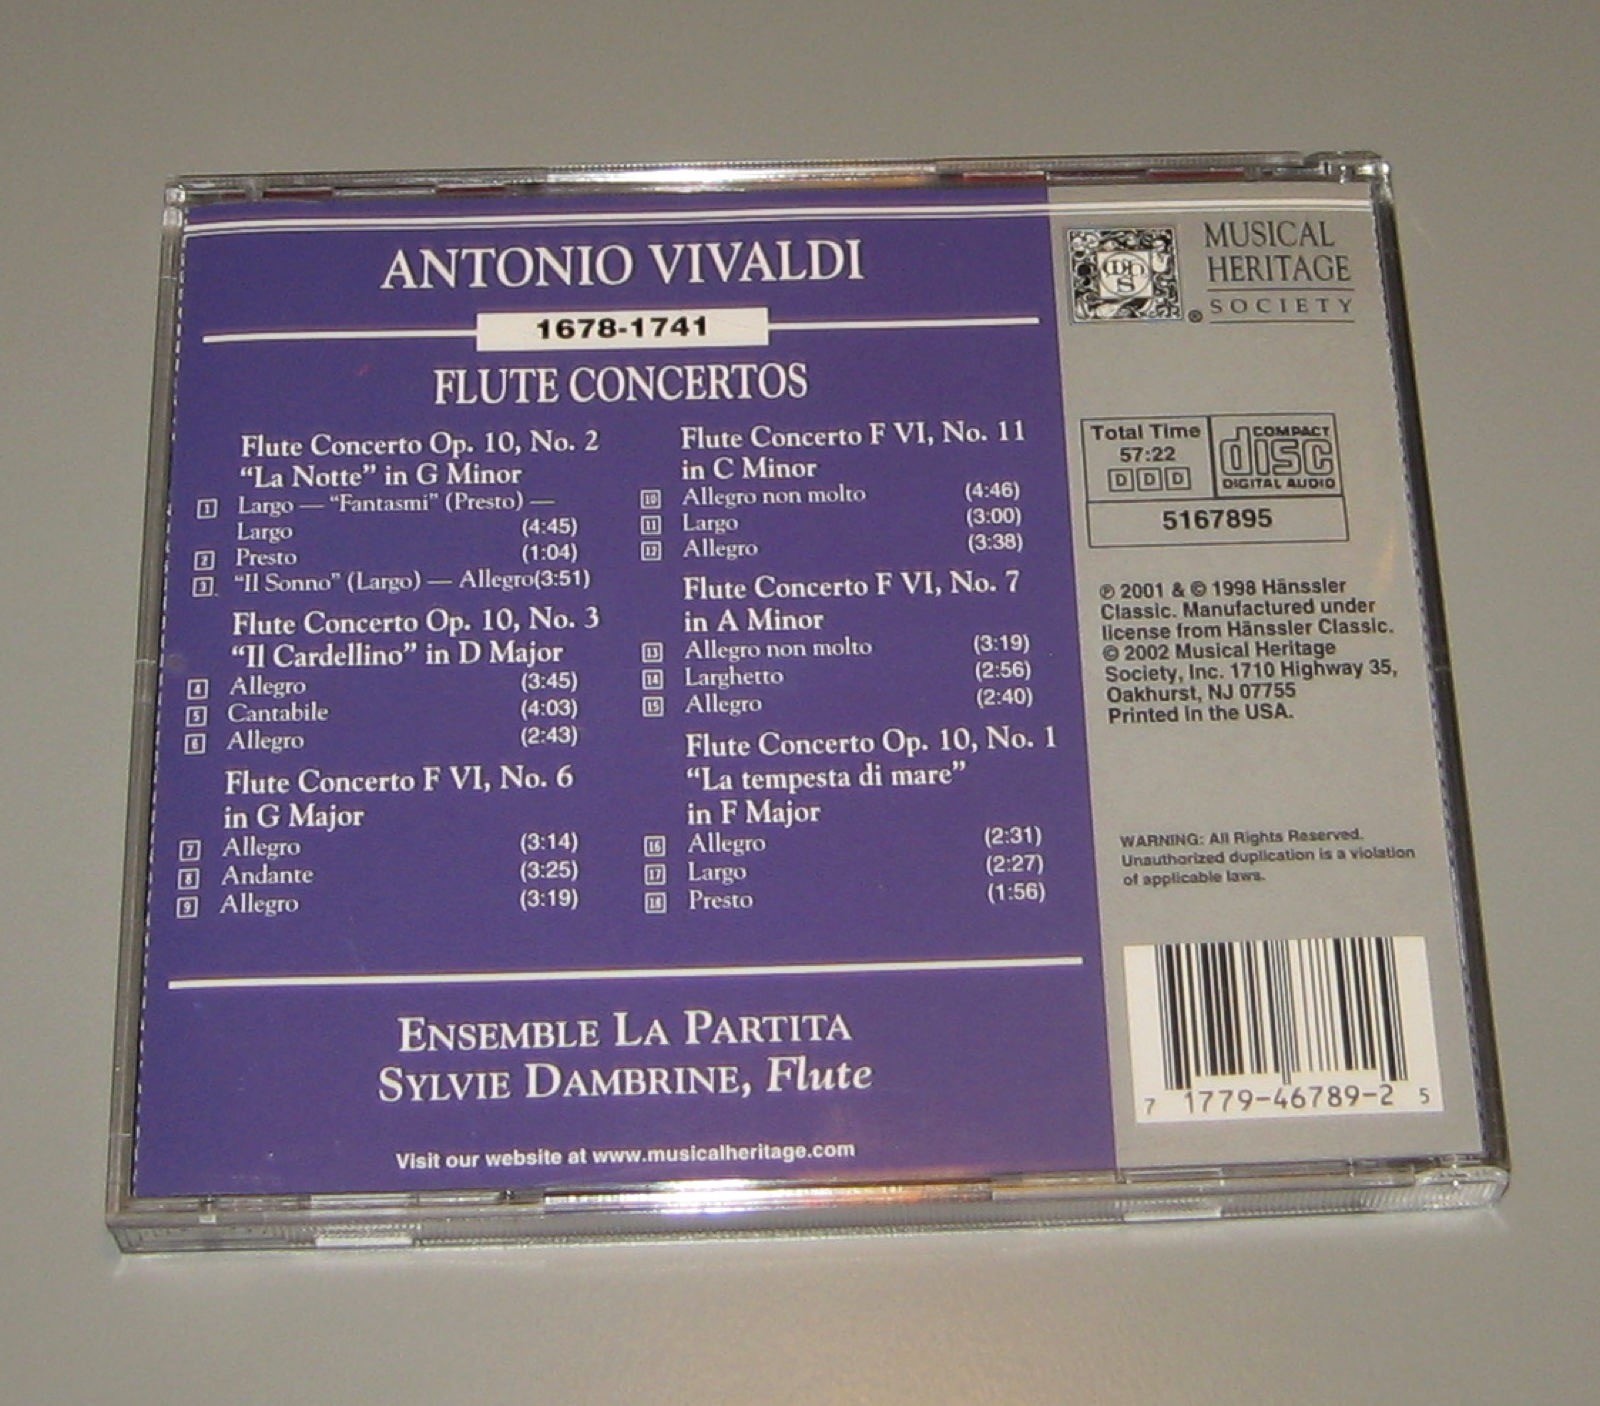 ANTONIO VIVALDI
1678-1741
FLUTE CONCERTOS
Flute Concerto Op. 10, No. 2
“La Notte” in G Minor
1 Largo — “Fantasmi” (Presto) —
Largo (4:45)
2 Presto (1:04)
3 “Il Sonno” (Largo) — Allegro(3:51)
Flute Concerto Op. 10, No. 3
“Il Cardellino” in D Major
4 Allegro (3:45)
5 Cantabile (4:03)
6 Allegro (2:43)
Flute Concerto F VI, No. 6
in G Major
7 Allegro (3:14)
8 Andante (3:25)
9 Allegro (3:19)
Flute Concerto F VI, No. 11
in C Minor
10 Allegro non molto (4:46)
11 Largo (3:00)
12 Allegro (3:38)
Flute Concerto F VI, No. 7
in A Minor
13 Allegro non molto (3:19)
14 Larghetto (2:56)
15 Allegro (2:40)
Flute Concerto Op. 10, No. 1
“La tempesta di mare”
in F Major
16 Allegro (2:31)
17 Largo (2:27)
18 Presto (1:56)
ENSEMBLE LA PARTITA
SYLVIE DAMBRINE, Flute
Visit our website at www.musicalheritage.com
MUSICAL
HERITAGE
® SOCIETY
Total Time
57:22
D D D
COMPACT
disc
DIGITAL AUDIO
5167895
℗ 2001 & © 1998 Hänssler
Classic. Manufactured under
license from Hänssler Classic.
© 2002 Musical Heritage
Society, Inc. 1710 Highway 35,
Oakhurst, NJ 07755
Printed in the USA.
WARNING: All Rights Reserved.
Unauthorized duplication is a violation
of applicable laws.
7 1779-46789-2 5